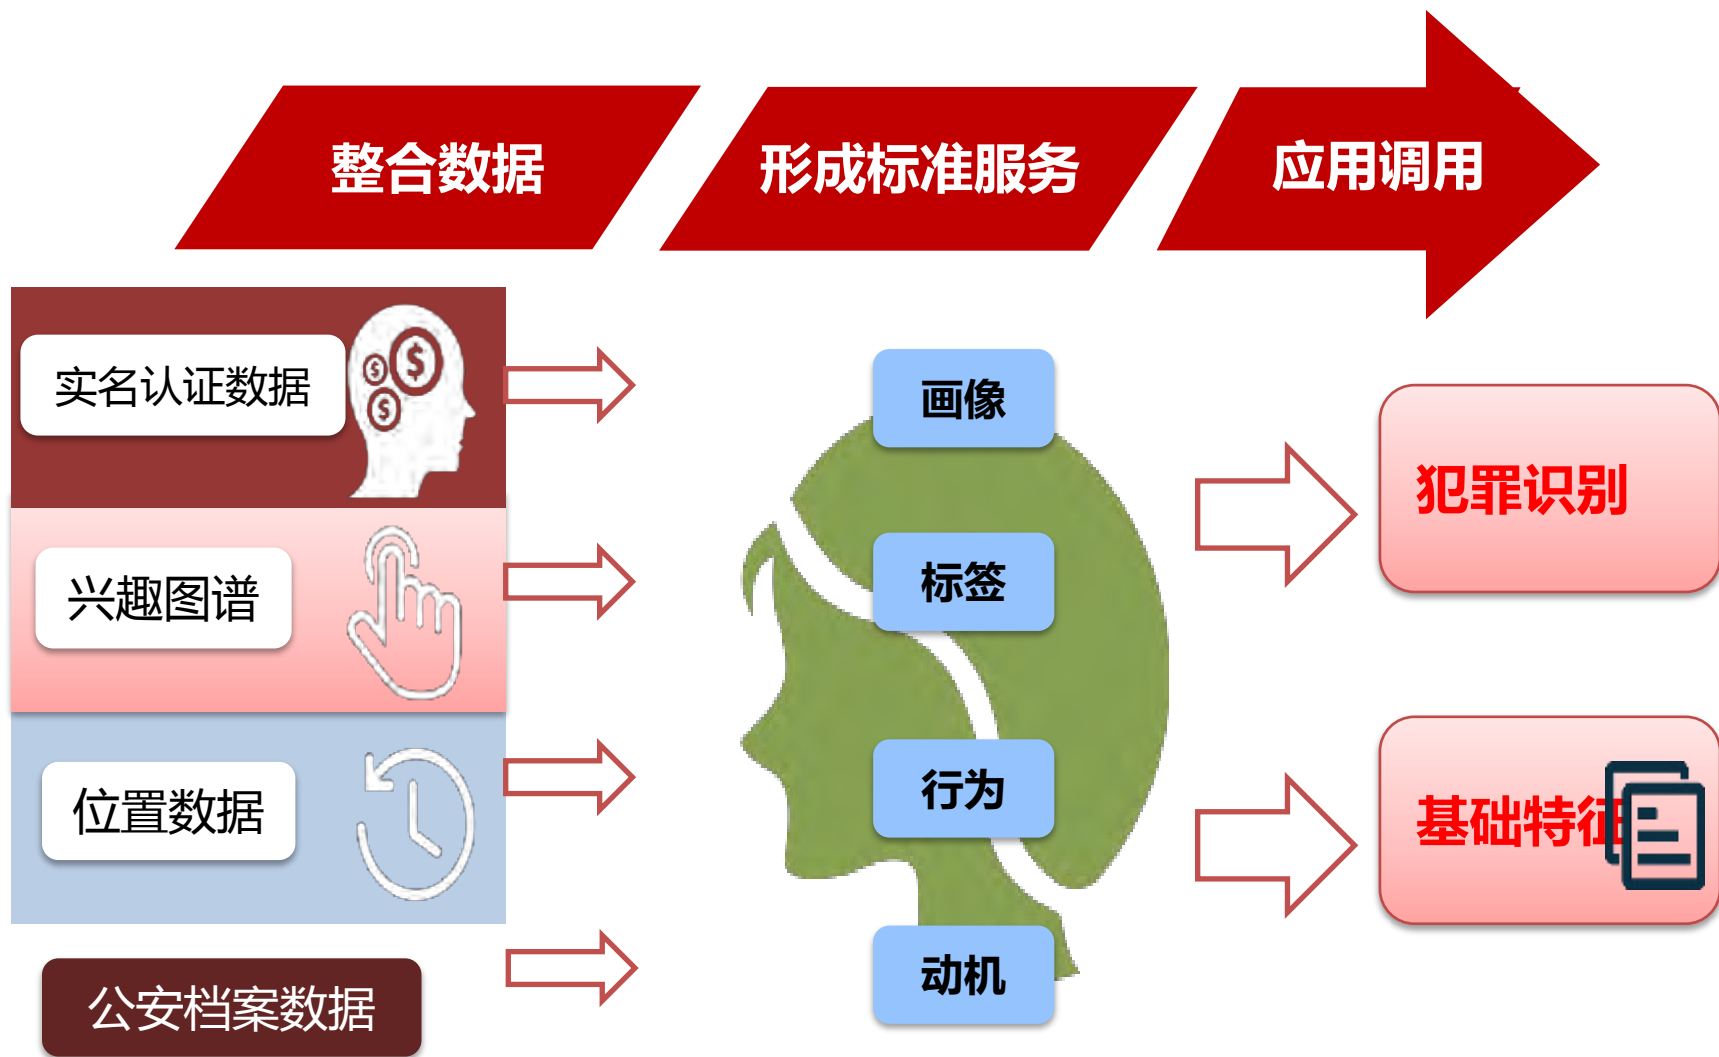 整合数据
形成标准服务
应用调用
实名认证数据
兴趣图谱
位置数据
公安档案数据
画像
标签
行为
动机
犯罪识别
基础特征